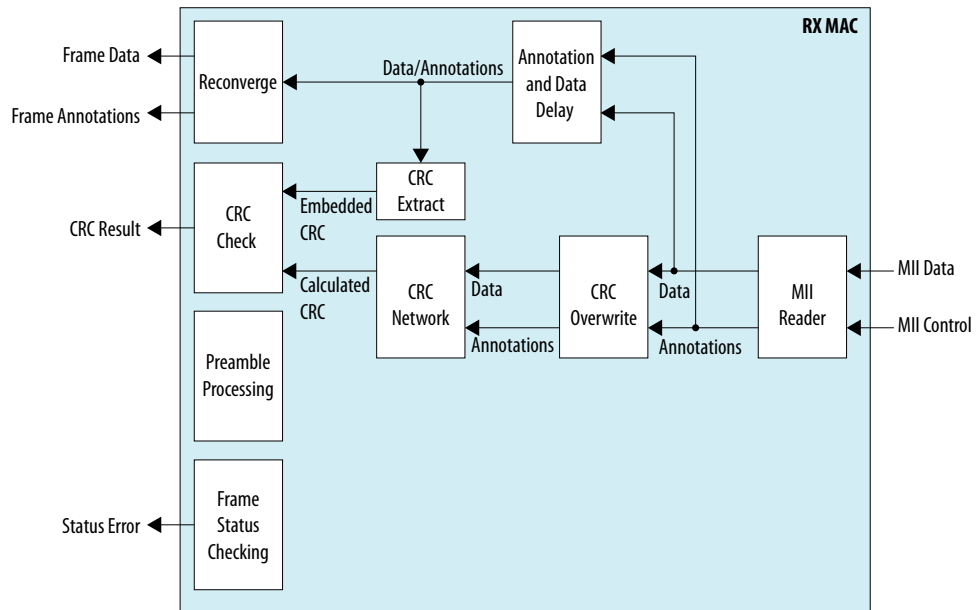 RX MAC
Frame Data
Frame Annotations
Reconverge
Data/Annotations
Annotation
and Data
Delay
CRC
Extract
Embedded
CRC
CRC Result
CRC
Check
Calculated
CRC
CRC
Network
Data
Annotations
CRC
Overwrite
Data
Annotations
MII
Reader
MII Data
MII Control
Preamble
Processing
Status Error
Frame
Status
Checking